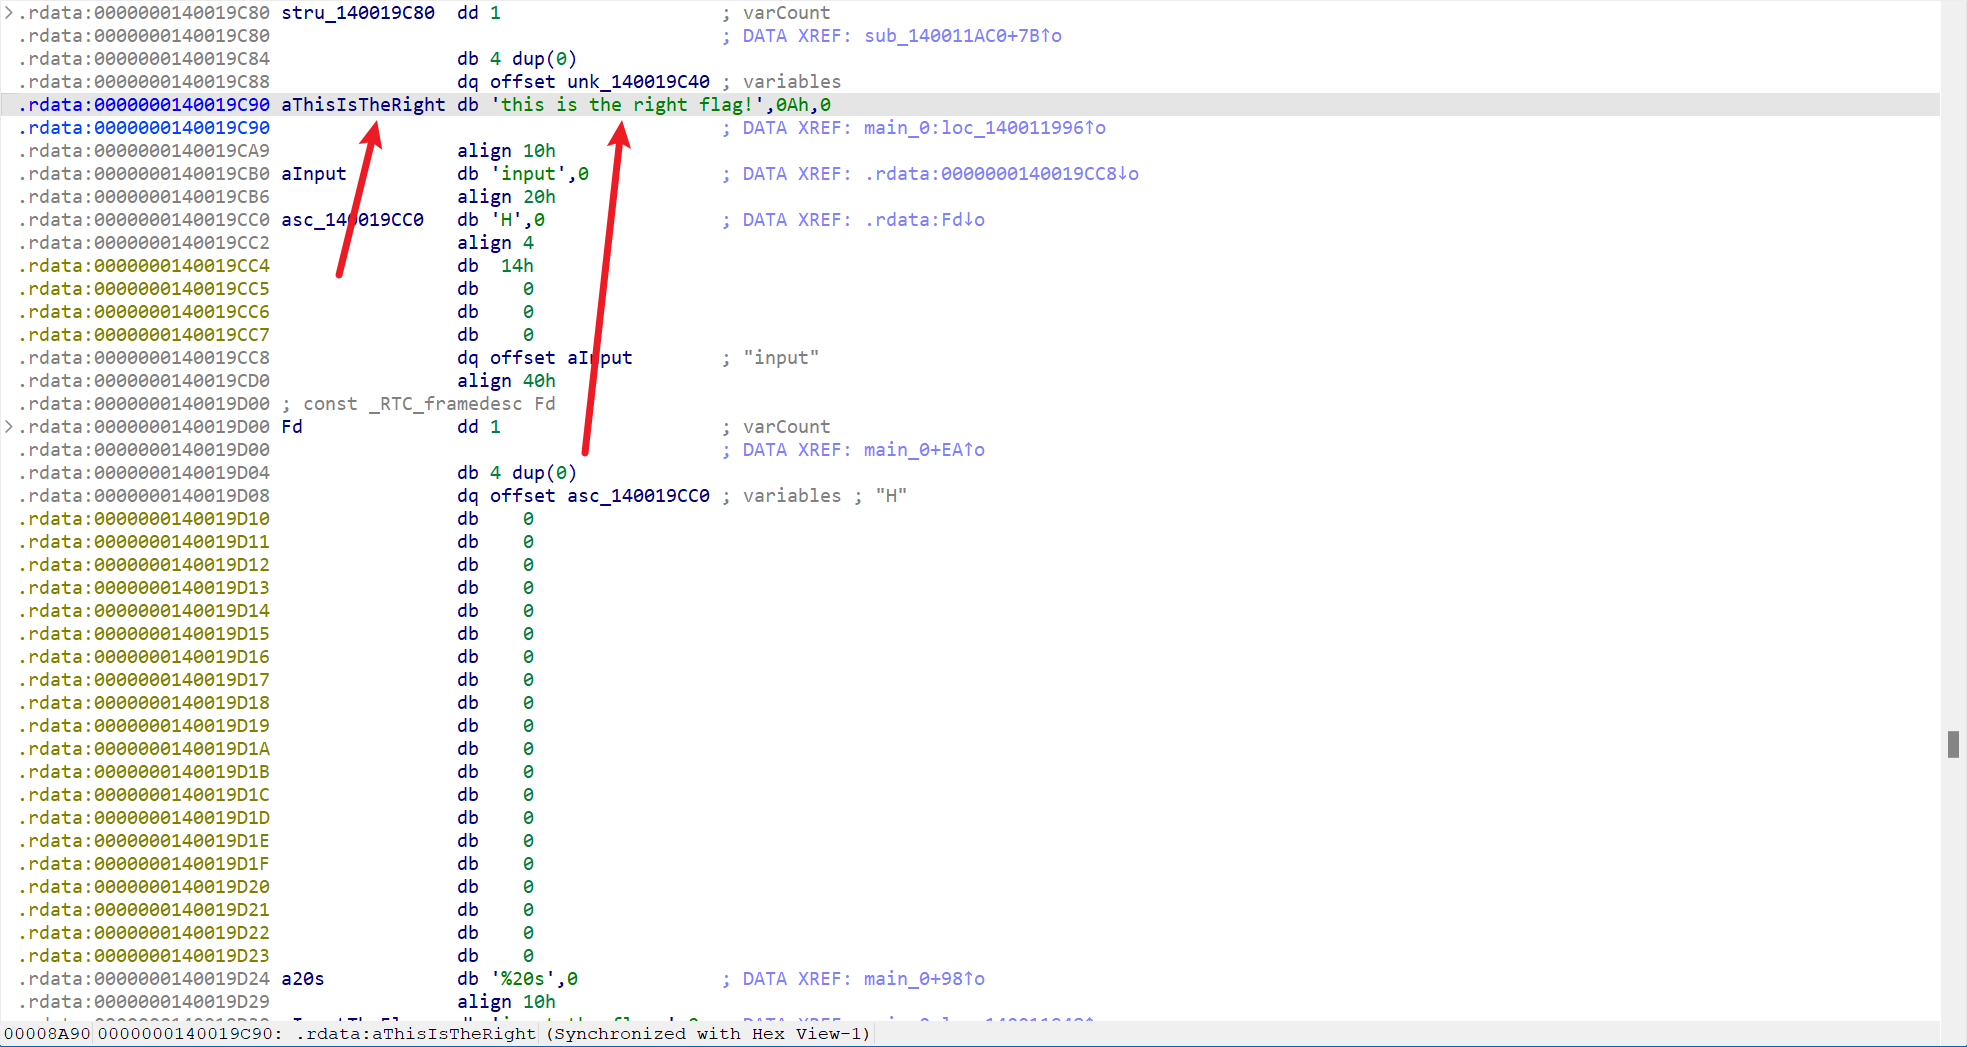 .rdata:0000000140019C80 stru_140019C80 dd 1 ; varCount
.rdata:0000000140019C80 ; DATA XREF: sub_140011AC0+7B↑o
.rdata:0000000140019C84 db 4 dup(0)
.rdata:0000000140019C88 dq offset unk_140019C40 ; variables
.rdata:0000000140019C90 aThisIsTheRight db 'this is the right flag!',0Ah,0
.rdata:0000000140019C90 ; DATA XREF: main_0:loc_140011996↑o
.rdata:0000000140019CA9 align 10h
.rdata:0000000140019CB0 aInput db 'input',0 ; DATA XREF: .rdata:0000000140019CC8↓o
.rdata:0000000140019CB6 align 20h
.rdata:0000000140019CC0 asc_140019CC0 db 'H',0 ; DATA XREF: .rdata:Fd↓o
.rdata:0000000140019CC2 align 4
.rdata:0000000140019CC4 db 14h
.rdata:0000000140019CC5 db 0
.rdata:0000000140019CC6 db 0
.rdata:0000000140019CC7 db 0
.rdata:0000000140019CC8 dq offset aInput ; "input"
.rdata:0000000140019CD0 align 40h
.rdata:0000000140019D00 ; const _RTC_framedesc Fd
.rdata:0000000140019D00 Fd dd 1 ; varCount
.rdata:0000000140019D00 ; DATA XREF: main_0+EA↑o
.rdata:0000000140019D04 db 4 dup(0)
.rdata:0000000140019D08 dq offset asc_140019CC0 ; variables ; "H"
.rdata:0000000140019D10 db 0
.rdata:0000000140019D11 db 0
.rdata:0000000140019D12 db 0
.rdata:0000000140019D13 db 0
.rdata:0000000140019D14 db 0
.rdata:0000000140019D15 db 0
.rdata:0000000140019D16 db 0
.rdata:0000000140019D17 db 0
.rdata:0000000140019D18 db 0
.rdata:0000000140019D19 db 0
.rdata:0000000140019D1A db 0
.rdata:0000000140019D1B db 0
.rdata:0000000140019D1C db 0
.rdata:0000000140019D1D db 0
.rdata:0000000140019D1E db 0
.rdata:0000000140019D1F db 0
.rdata:0000000140019D20 db 0
.rdata:0000000140019D21 db 0
.rdata:0000000140019D22 db 0
.rdata:0000000140019D23 db 0
.rdata:0000000140019D24 a20s db '%20s',0 ; DATA XREF: main_0+98↑o
.rdata:0000000140019D29 align 10h
00008A90 0000000140019C90: .rdata:aThisIsTheRight (Synchronized with Hex View-1)